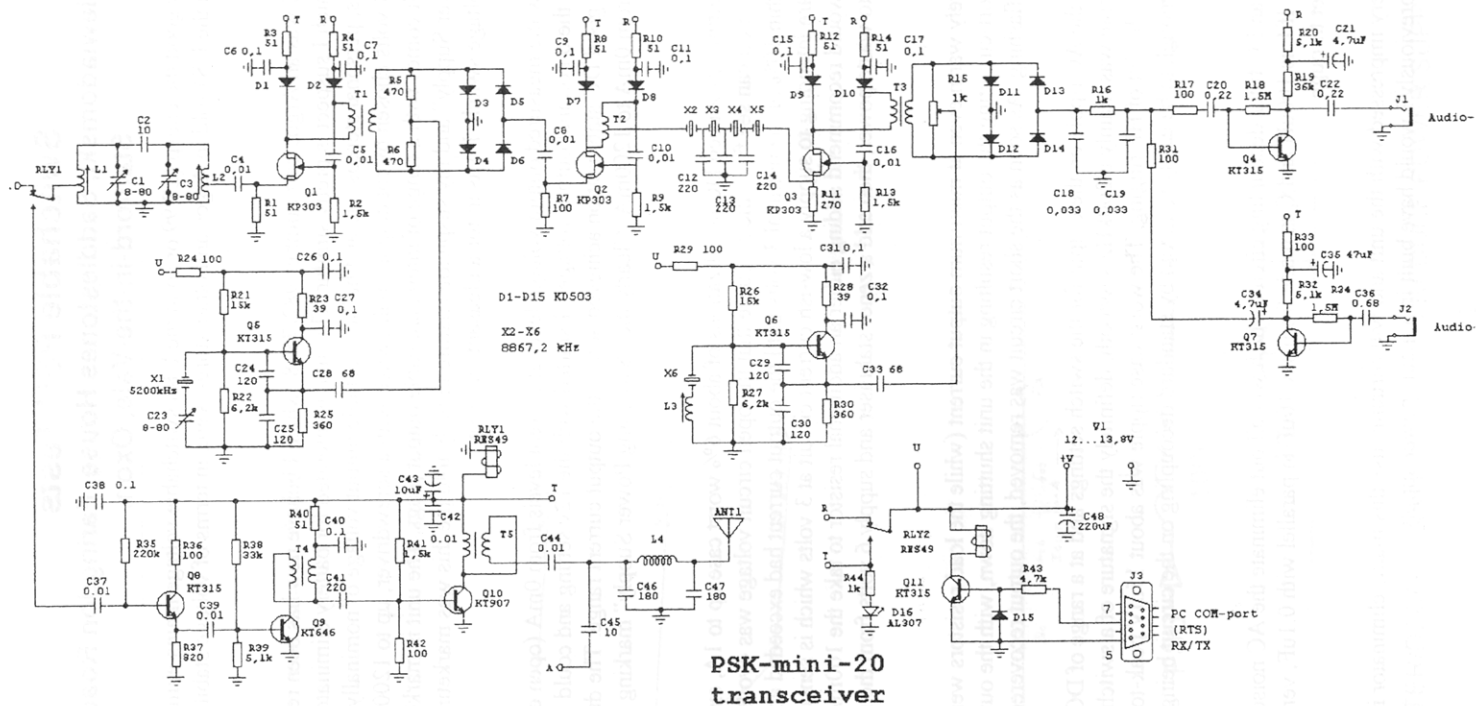 T
R
R3
51
R4
51
C6 0,1
C7
0,1
D1
D2
T1
R5
470
R6
470
D3
D4
D5
D6
C5
0,01
C2
10
RLY1
L1
C1
8-80
C3
8-80
L2
C4
0,01
R1
51
Q1
KP303
R2
1,5k
C9
0,1
R8
51
R10
51
C11
0,1
D7
D8
T2
C6
0,01
Q2
KP303
R7
100
C10
0,01
R9
1,5k
X2
X3
X4
X5
C12
220
C13
220
C14
220
T
R
C15
0,1
R12
51
R14
51
C17
0,1
D9
D10
T3
Q3
KP303
R11
270
C16
0,01
R13
1,5k
R15
1k
D11
D12
D13
D14
R16
1k
C18
0,033
C19
0,033
R17
100
C20
0,22
R18
1,5M
R31
100
R
R20
5,1k
C21
4,7uF
R19
36k
C22
0,22
Q4
KT315
J1
Audio-
T
R33
100
C35 47uF
R32
5,1k
R34
1,5M
C36
0.68
C34
4,7uF
Q7
KT315
J2
Audio-
U
R24 100
C26 0,1
R21
15k
R23
39
C27
0,1
Q5
KT315
X1
5200kHz
C23
8-80
C24
120
R22
6,2k
C25
120
R25
360
C28 68
D1-D15 KD503
X2-X6
8867,2 kHz
U
R29 100
C31 0,1
R26
15k
R28
39
C32
0,1
Q6
KT315
X6
L3
C29
120
R27
6,2k
C30
120
R30
360
C33 68
C38 0.1
R35
220k
R36
100
R38
33k
C37
0.01
Q8
KT315
C39
0.01
R37
820
R39
5,1k
T4
Q9
KT646
R40
51
C40
0.1
C41
220
R41
1,5k
R42
100
C43
10uF
C42
0.01
RLY1
RES49
T
T5
Q10
KT907
C44
0.01
C45
10
A
L4
C46
180
C47
180
ANT1
U
R
T
RLY2
RES49
V1
12...13,8V
+V
C48
220uF
R44
1k
D16
AL307
Q11
KT315
R43
4,7k
D15
J3
7
5
PC COM-port
(RTS)
RX/TX
PSK-mini-20
transceiver